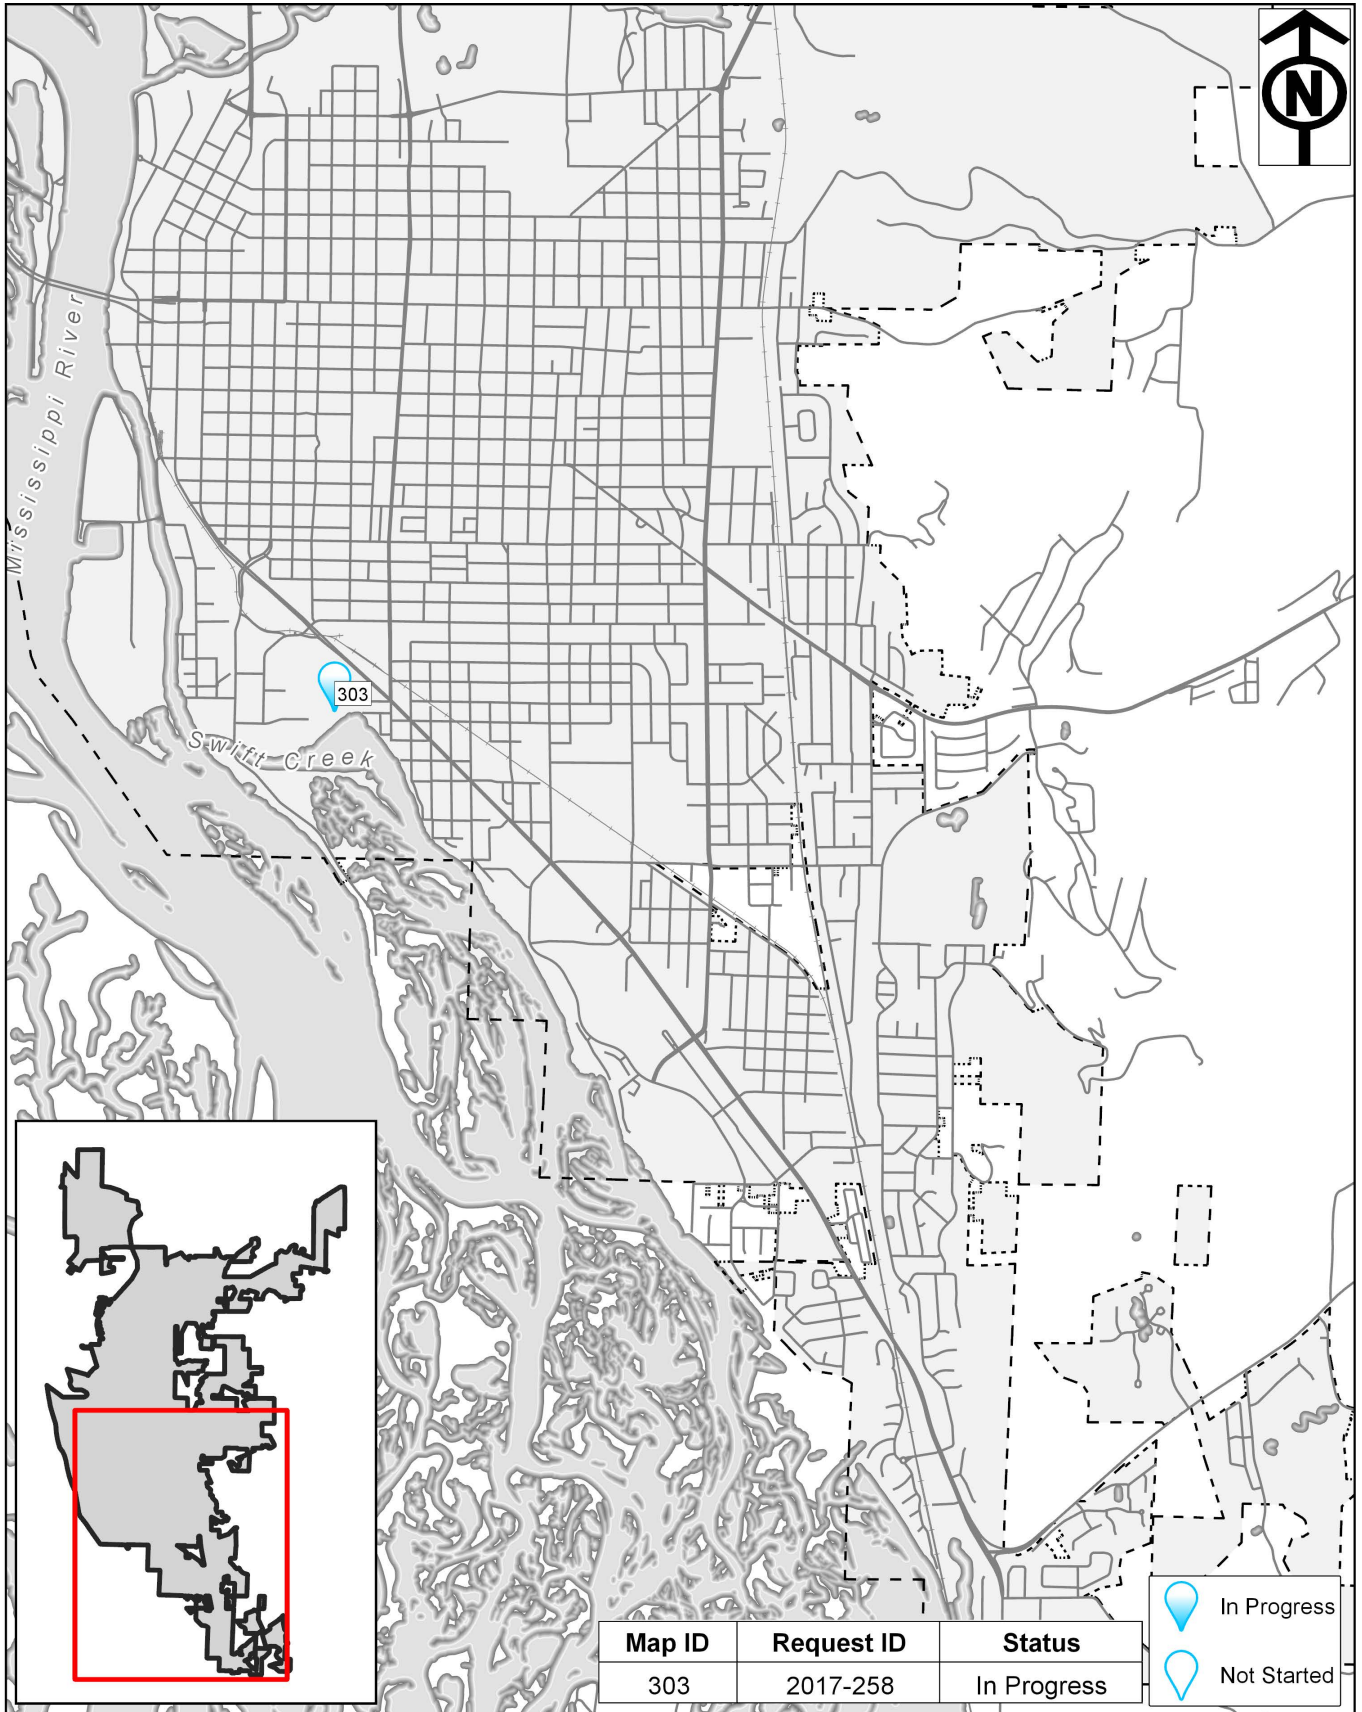 N
Mississippi River
303
Swift Creek
Map ID Request ID Status
303 2017-258 In Progress
In Progress
Not Started